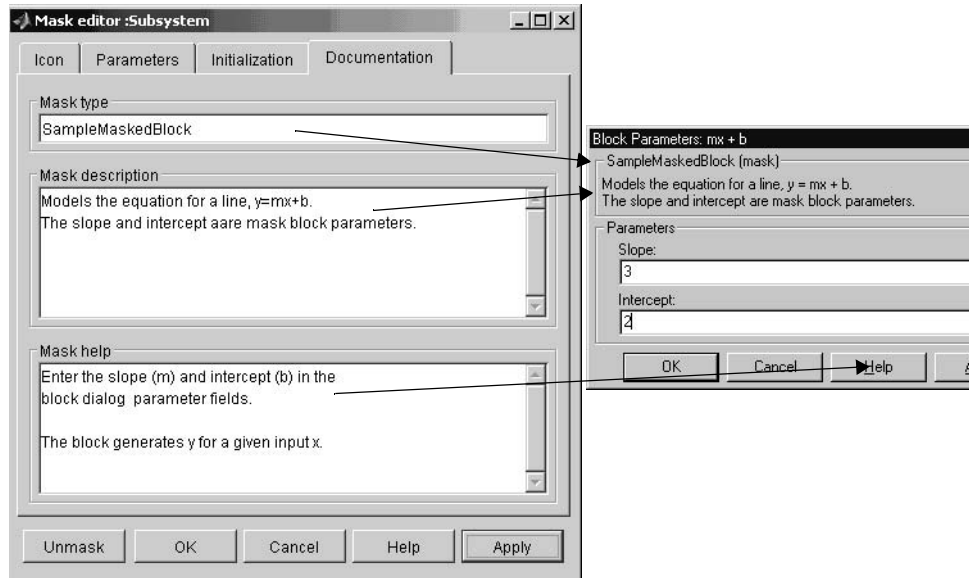 Mask editor :Subsystem
Icon Parameters Initialization Documentation
Mask type
SampleMaskedBlock
Mask description
Models the equation for a line, y=mx+b.
The slope and intercept aare mask block parameters.
Mask help
Enter the slope (m) and intercept (b) in the
block dialog parameter fields.
The block generates y for a given input x.
Unmask OK Cancel Help Apply
Block Parameters: mx + b
SampleMaskedBlock (mask)
Models the equation for a line, y = mx + b.
The slope and intercept are mask block parameters.
Parameters
Slope:
3
Intercept:
2
OK Cancel Help